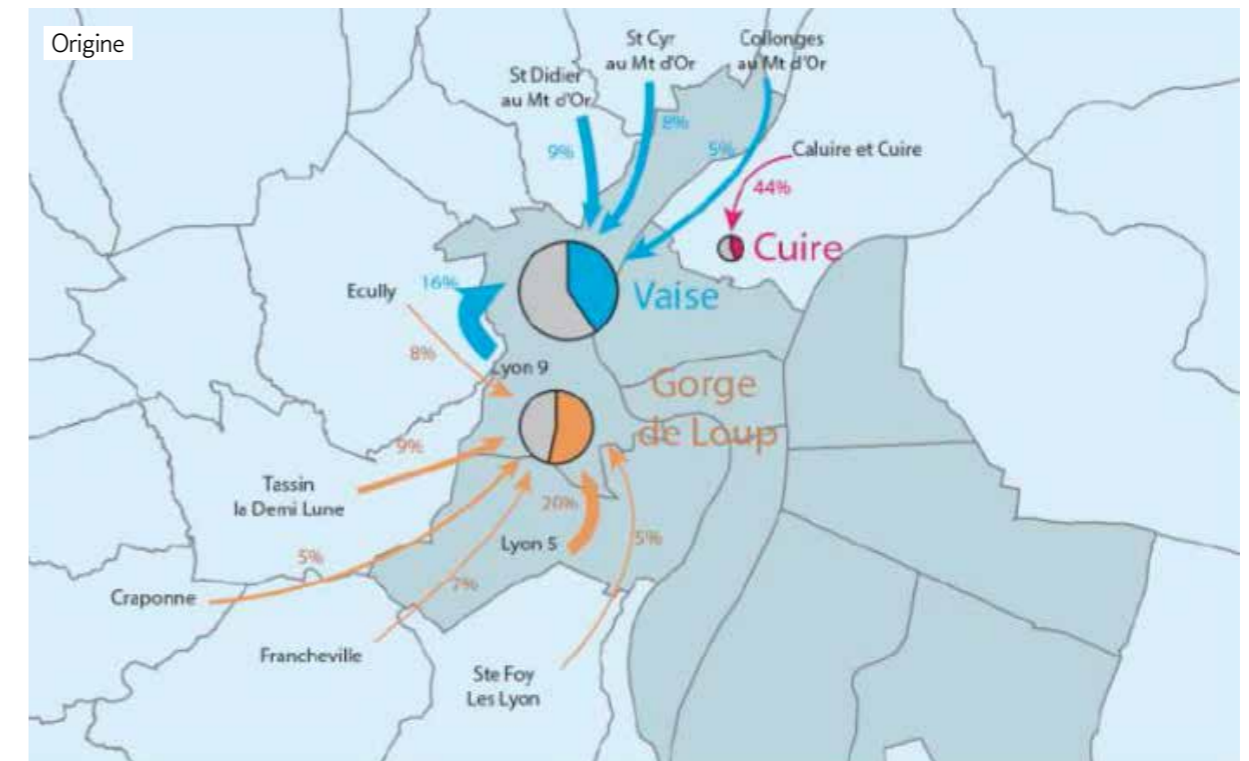 Origine
St Cyr
au Mt d'Or
Collonges
au Mt d'Or
St Didier
au Mt d'Or
8%
9%
5%
Caluire et Cuire
44%
Cuire
Ecully
16%
Vaise
8%
Lyon 9
Gorge
de Loup
9%
Tassin
la Demi Lune
20%
Lyon 5
5%
5%
7%
Craponne
Francheville
Ste Foy
Les Lyon